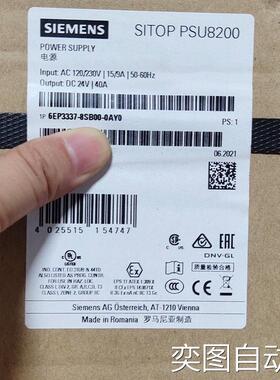 SIEMENS
SITOP PSU8200
POWER SUPPLY
电源
Input: AC 120/230V | 15/9A | 50-60Hz
Output: DC 24V | 40A
1P 6EP3337-8SB00-0AY0
PS: 1
06.2021
4 025515 154747
DNV-GL
Siemens AG Österreich, AT-1210 Vienna
Made in Romania 罗马尼亚制造
奕图自动